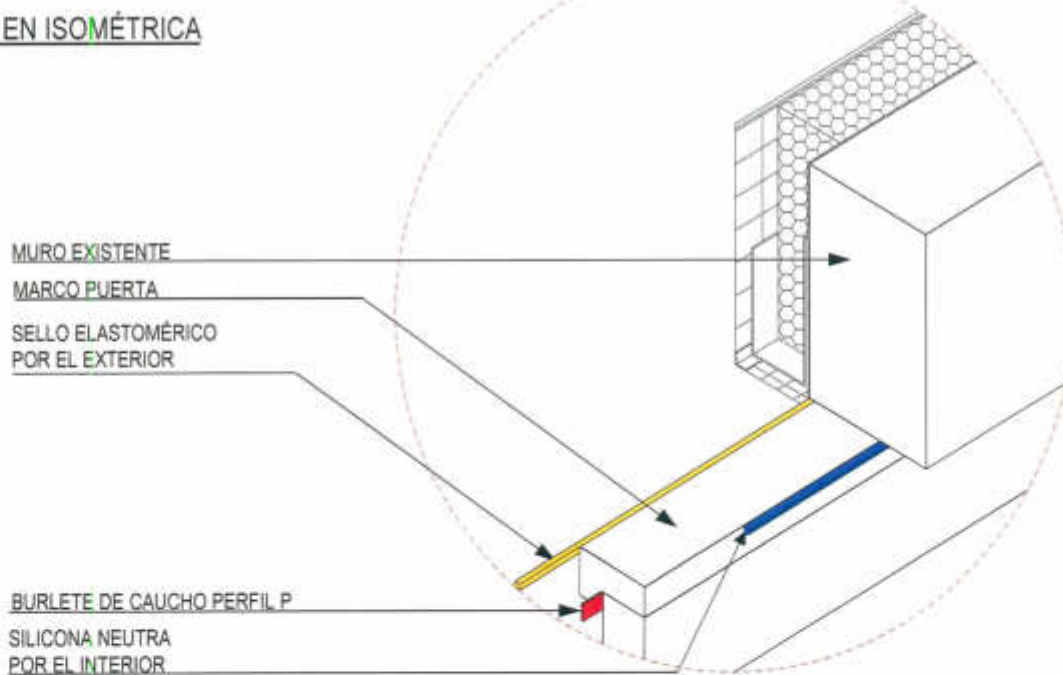 EN ISOMÉTRICA
MURO EXISTENTE
MARCO PUERTA
SELLO ELASTOMÉRICO
POR EL EXTERIOR
BURLETE DE CAUCHO PERFIL P
SILICONA NEUTRA
POR EL INTERIOR